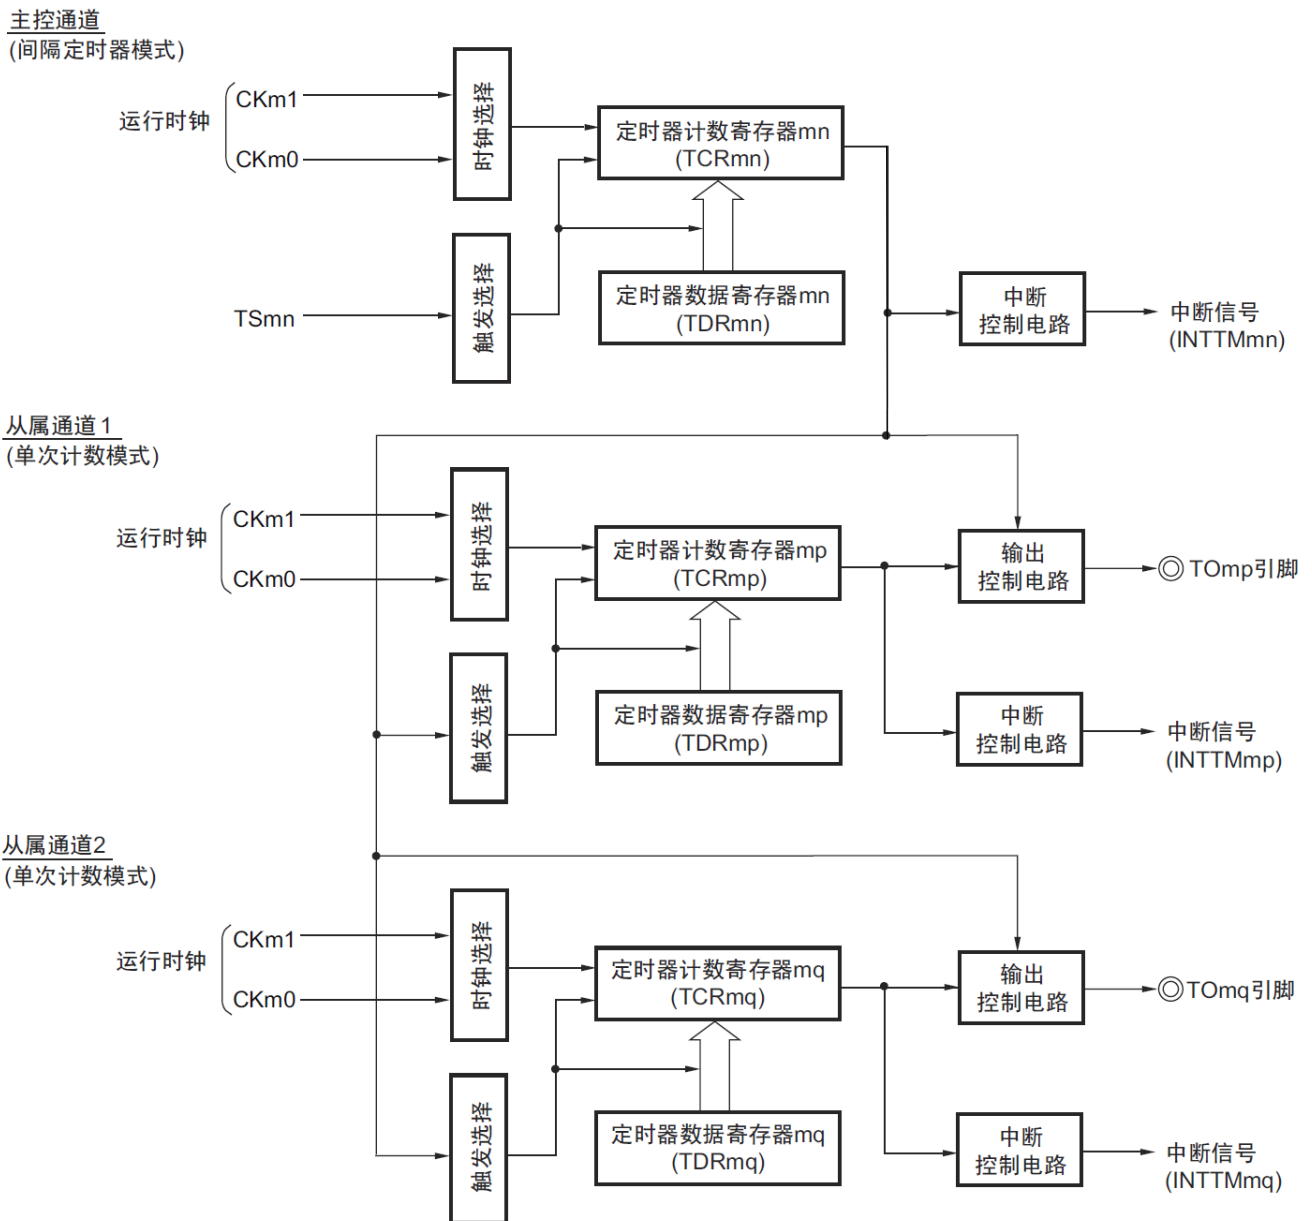 主控通道
(间隔定时器模式)
运行时钟
CKm1
CKm0
时钟选择
定时器计数寄存器mn
(TCRmn)
TSmn
触发选择
定时器数据寄存器mn
(TDRmn)
中断
控制电路
中断信号
(INTTMmn)
从属通道1
(单次计数模式)
运行时钟
CKm1
CKm0
时钟选择
定时器计数寄存器mp
(TCRmp)
输出
控制电路
TOmp引脚
触发选择
定时器数据寄存器mp
(TDRmp)
中断
控制电路
中断信号
(INTTMmp)
从属通道2
(单次计数模式)
运行时钟
CKm1
CKm0
时钟选择
定时器计数寄存器mq
(TCRmq)
输出
控制电路
TOmq引脚
触发选择
定时器数据寄存器mq
(TDRmq)
中断
控制电路
中断信号
(INTTMmq)